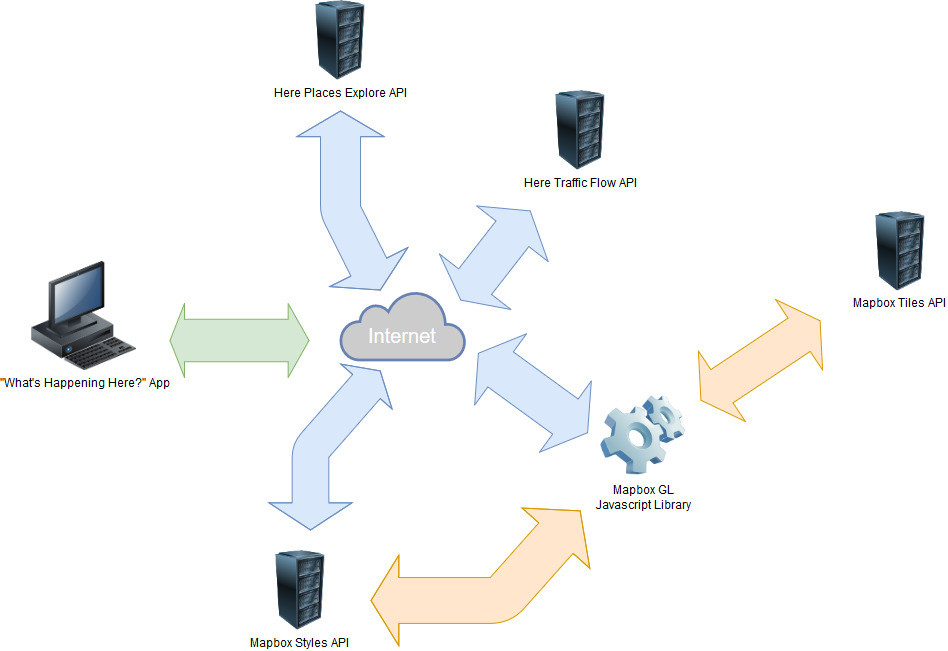 Here Places Explore API
Here Traffic Flow API
Mapbox Tiles API
Internet
"What's Happening Here?" App
Mapbox GL
Javascript Library
Mapbox Styles API